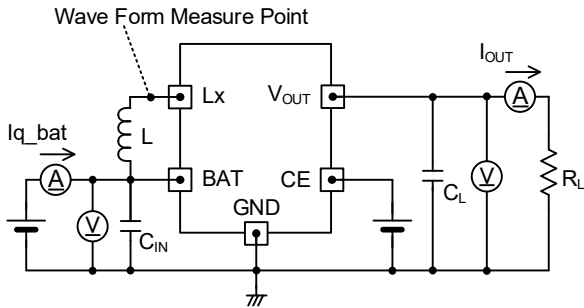 Wave Form Measure Point
Lx
VOUT
IOUT
A
L
Iq_bat
A
BAT
CE
V
CIN
GND
CL
V
RL